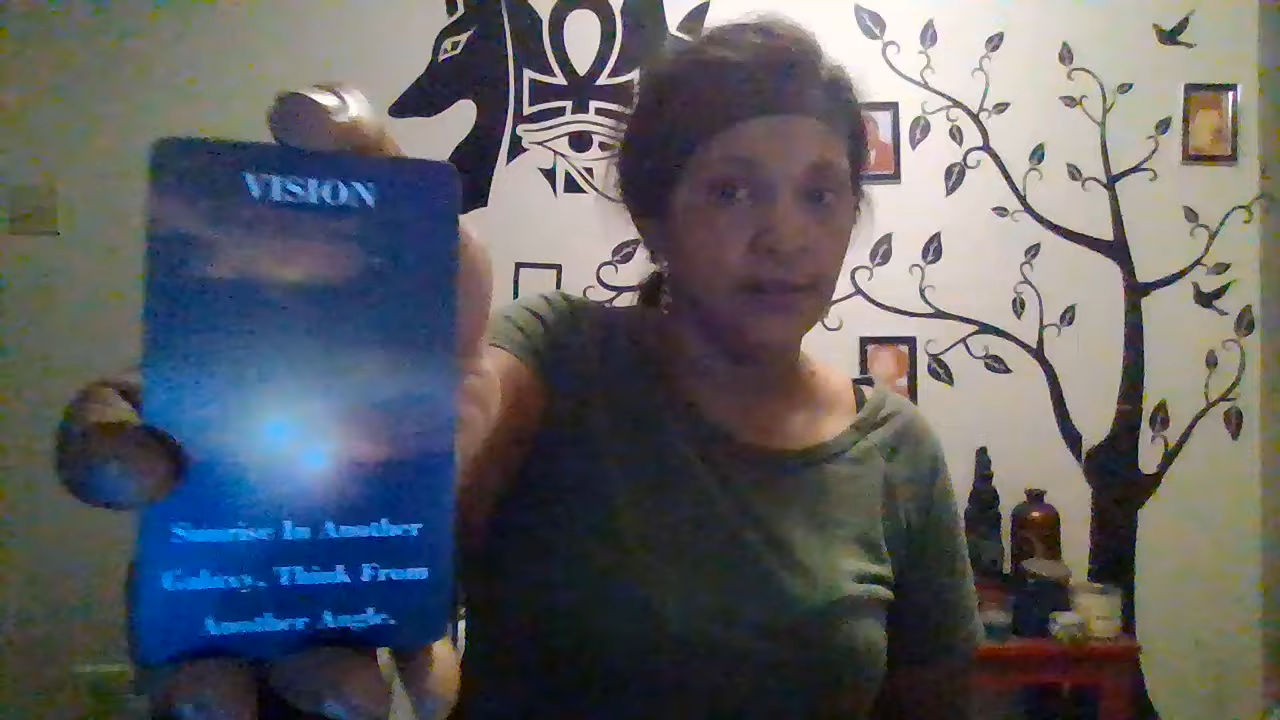 VISION
Sunrise In Another
Galaxy, Think From
Another Angle.